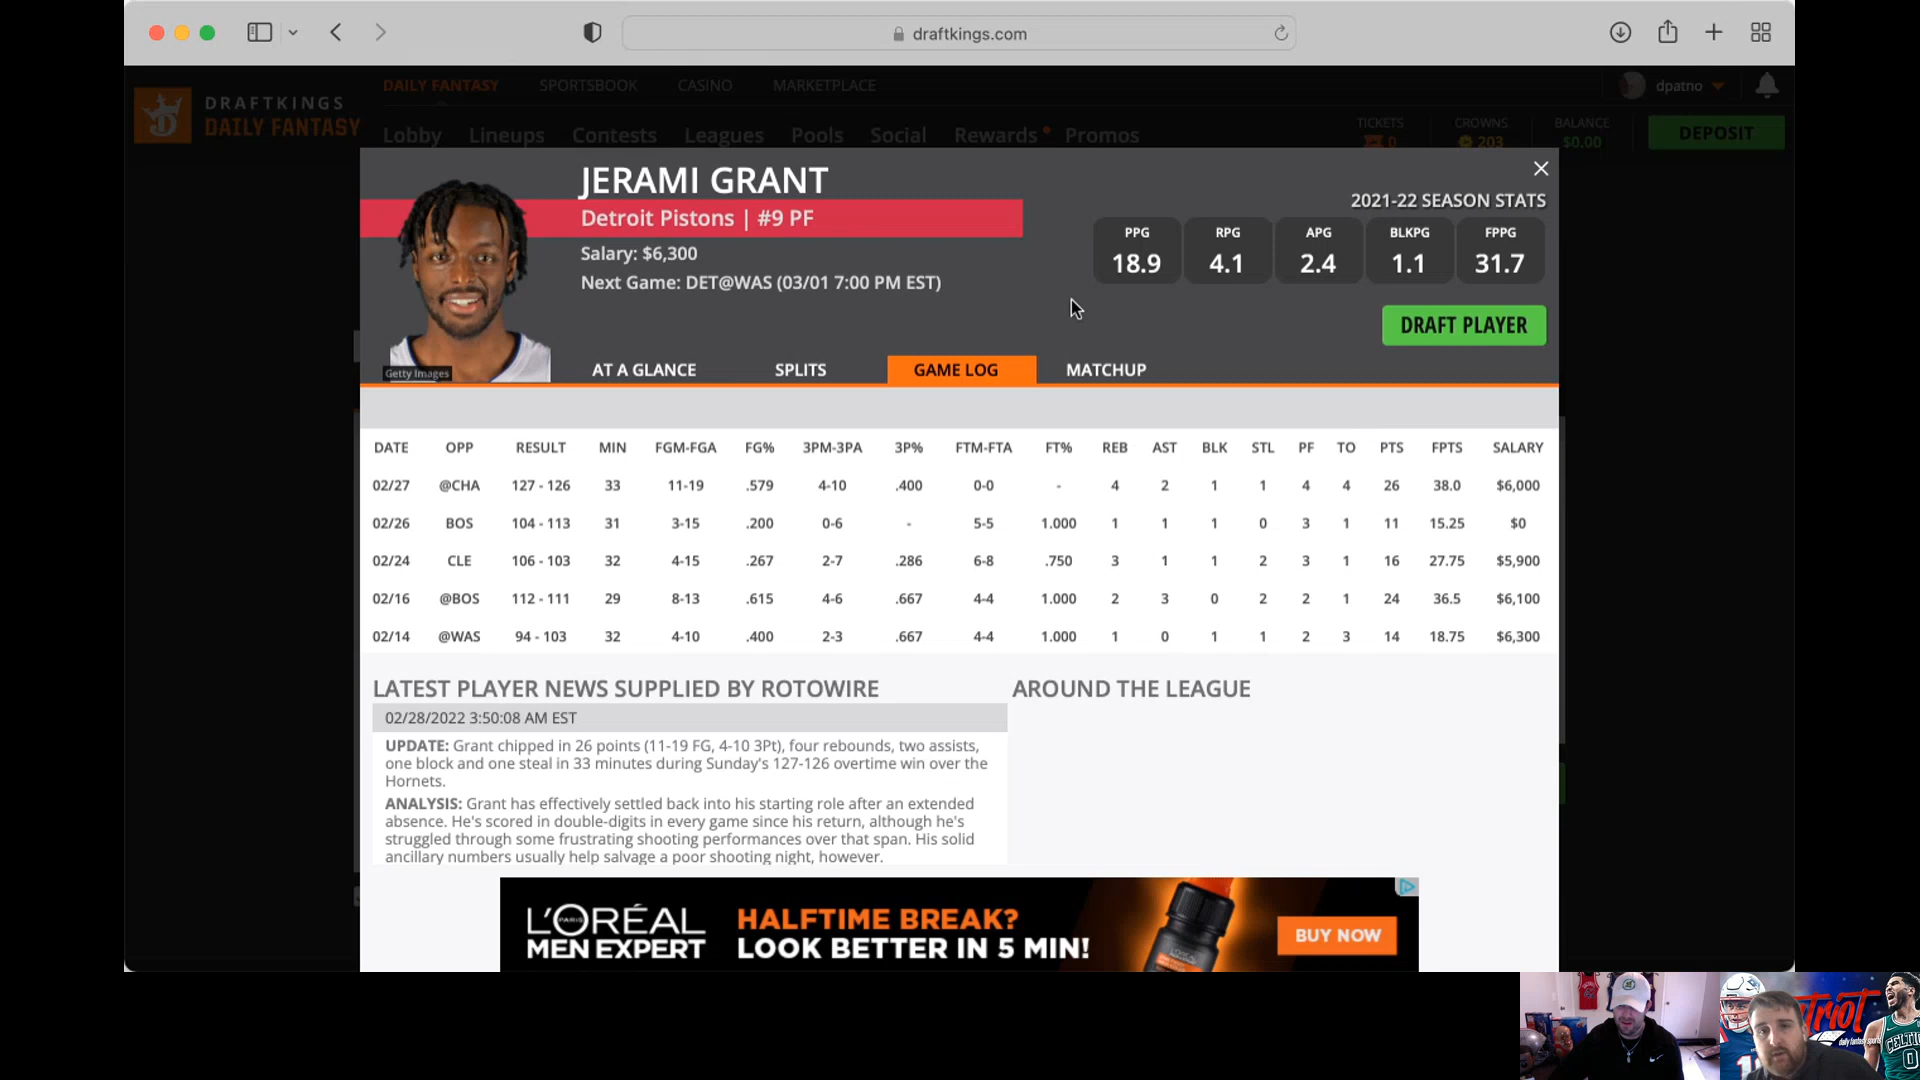 draftkings.com
DRAFTKINGS
DAILY FANTASY
DAILY FANTASY SPORTSBOOK CASINO MARKETPLACE
dpatno
Lobby Lineups Contests Leagues Pools Social Rewards Promos
TICKETS CROWNS BALANCE
0 203 $0.00
DEPOSIT
JERAMI GRANT
Detroit Pistons | #9 PF
Salary: $6,300
Next Game: DET@WAS (03/01 7:00 PM EST)
Getty Images
2021-22 SEASON STATS
PPG RPG APG BLKPG FPPG
18.9 4.1 2.4 1.1 31.7
DRAFT PLAYER
AT A GLANCE SPLITS GAME LOG MATCHUP
DATE OPP RESULT MIN FGM-FGA FG% 3PM-3PA 3P% FTM-FTA FT% REB AST BLK STL PF TO PTS FPTS SALARY
02/27 @CHA 127 - 126 33 11-19 .579 4-10 .400 0-0 - 4 2 1 1 4 4 26 38.0 $6,000
02/26 BOS 104 - 113 31 3-15 .200 0-6 - 5-5 1.000 1 1 1 0 3 1 11 15.25 $0
02/24 CLE 106 - 103 32 4-15 .267 2-7 .286 6-8 .750 3 1 1 2 3 1 16 27.75 $5,900
02/16 @BOS 112 - 111 29 8-13 .615 4-6 .667 4-4 1.000 2 3 0 2 2 1 24 36.5 $6,100
02/14 @WAS 94 - 103 32 4-10 .400 2-3 .667 4-4 1.000 1 0 1 1 2 3 14 18.75 $6,300
LATEST PLAYER NEWS SUPPLIED BY ROTOWIRE
AROUND THE LEAGUE
02/28/2022 3:50:08 AM EST
UPDATE: Grant chipped in 26 points (11-19 FG, 4-10 3Pt), four rebounds, two assists,
one block and one steal in 33 minutes during Sunday's 127-126 overtime win over the
Hornets.
ANALYSIS: Grant has effectively settled back into his starting role after an extended
absence. He's scored in double-digits in every game since his return, although he's
struggled through some frustrating shooting performances over that span. His solid
ancillary numbers usually help salvage a poor shooting night, however.
L'ORÉAL
PARIS
MEN EXPERT
HALFTIME BREAK?
LOOK BETTER IN 5 MIN!
BUY NOW
daily fantasy sports
CELTIC
0